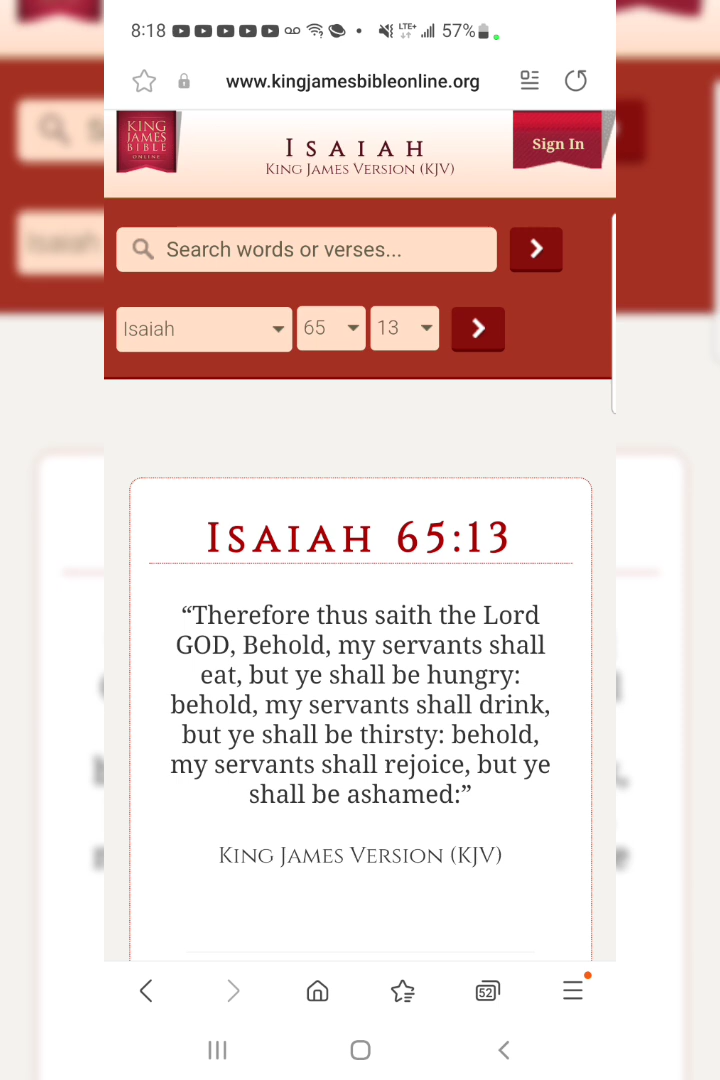 8:18 LTE+ 57%
www.kingjamesbibleonline.org
KING
JAMES
BIBLE
ONLINE
ISAIAH
KING JAMES VERSION (KJV)
Sign In
Search words or verses...
Isaiah 65 13
ISAIAH 65:13
“Therefore thus saith the Lord
GOD, Behold, my servants shall
eat, but ye shall be hungry:
behold, my servants shall drink,
but ye shall be thirsty: behold,
my servants shall rejoice, but ye
shall be ashamed:”
KING JAMES VERSION (KJV)
52